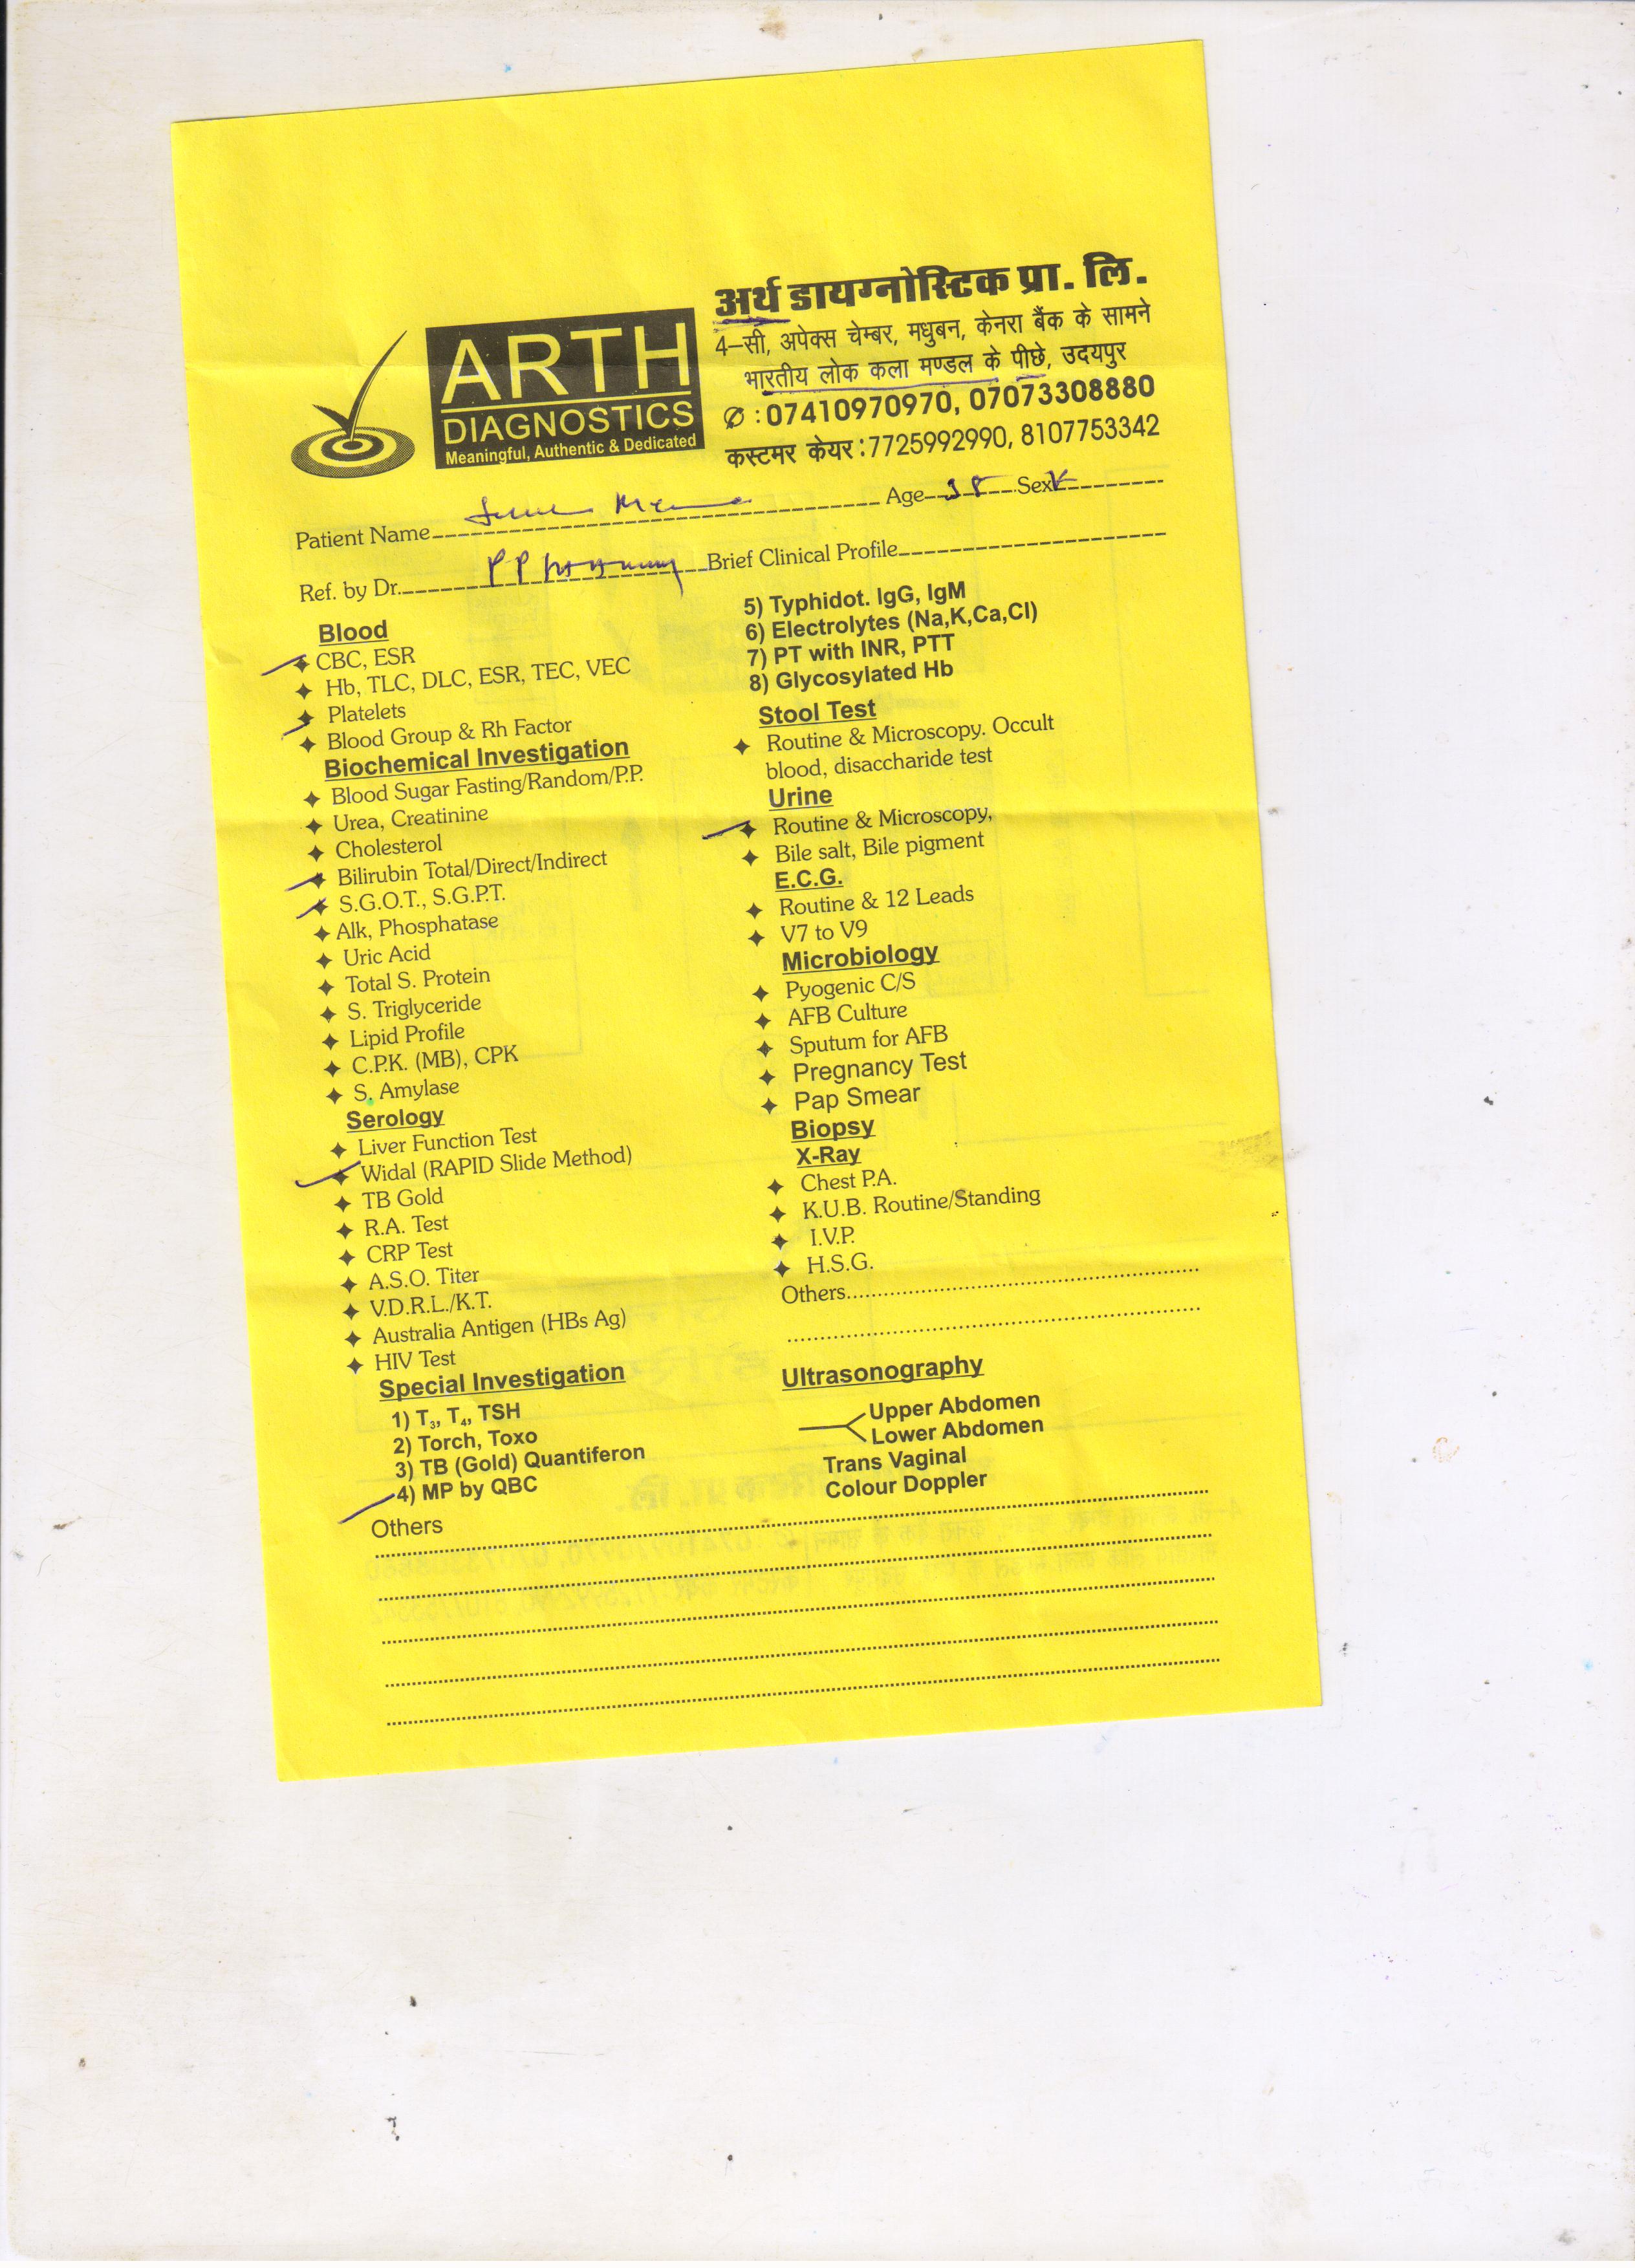 अर्थ डायग्नोस्टिक प्रा. लि.
4–सी, अपेक्स चेम्बर, मधुबन, केनरा बैंक के सामने
भारतीय लोक कला मण्डल के पीछे, उदयपुर
: 07410970970, 07073308880
कस्टमर केयर : 7725992990, 8107753342
ARTH
DIAGNOSTICS
Meaningful, Authentic & Dedicated
Patient Name Age Sex
Ref. by Dr. Brief Clinical Profile
Blood
CBC, ESR
Hb, TLC, DLC, ESR, TEC, VEC
Platelets
Blood Group & Rh Factor
Biochemical Investigation
Blood Sugar Fasting/Random/P.P.
Urea, Creatinine
Cholesterol
Bilirubin Total/Direct/Indirect
S.G.O.T., S.G.P.T.
Alk, Phosphatase
Uric Acid
Total S. Protein
S. Triglyceride
Lipid Profile
C.P.K. (MB), CPK
S. Amylase
Serology
Liver Function Test
Widal (RAPID Slide Method)
TB Gold
R.A. Test
CRP Test
A.S.O. Titer
V.D.R.L./K.T.
Australia Antigen (HBs Ag)
HIV Test
Special Investigation
1) T₃, T₄, TSH
2) Torch, Toxo
3) TB (Gold) Quantiferon
4) MP by QBC
Others
5) Typhidot. IgG, IgM
6) Electrolytes (Na,K,Ca,Cl)
7) PT with INR, PTT
8) Glycosylated Hb
Stool Test
Routine & Microscopy. Occult
blood, disaccharide test
Urine
Routine & Microscopy,
Bile salt, Bile pigment
E.C.G.
Routine & 12 Leads
V7 to V9
Microbiology
Pyogenic C/S
AFB Culture
Sputum for AFB
Pregnancy Test
Pap Smear
Biopsy
X-Ray
Chest P.A.
K.U.B. Routine/Standing
I.V.P.
H.S.G.
Others
Ultrasonography
Upper Abdomen
Lower Abdomen
Trans Vaginal
Colour Doppler